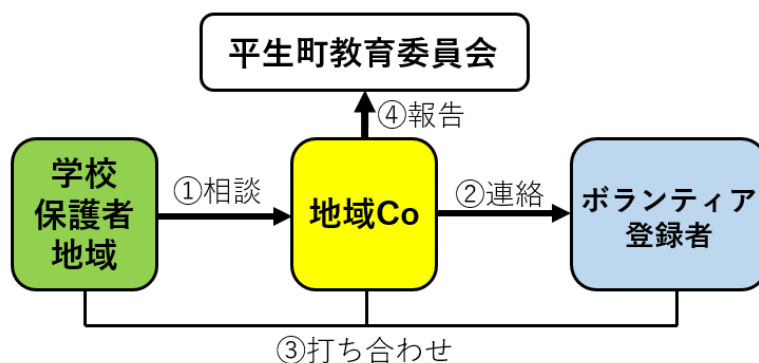 平生町教育委員会
④報告
学校
保護者
地域
①相談
地域Co
②連絡
ボランティア
登録者
③打ち合わせ